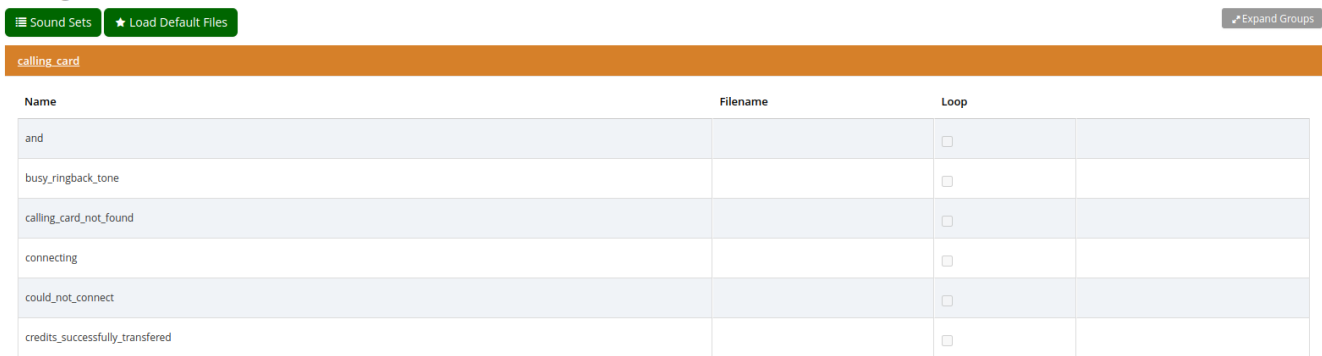 Sound Sets Load Default Files Expand Groups
calling_card
Name Filename Loop
and
busy_ringback_tone
calling_card_not_found
connecting
could_not_connect
credits_successfully_transfered